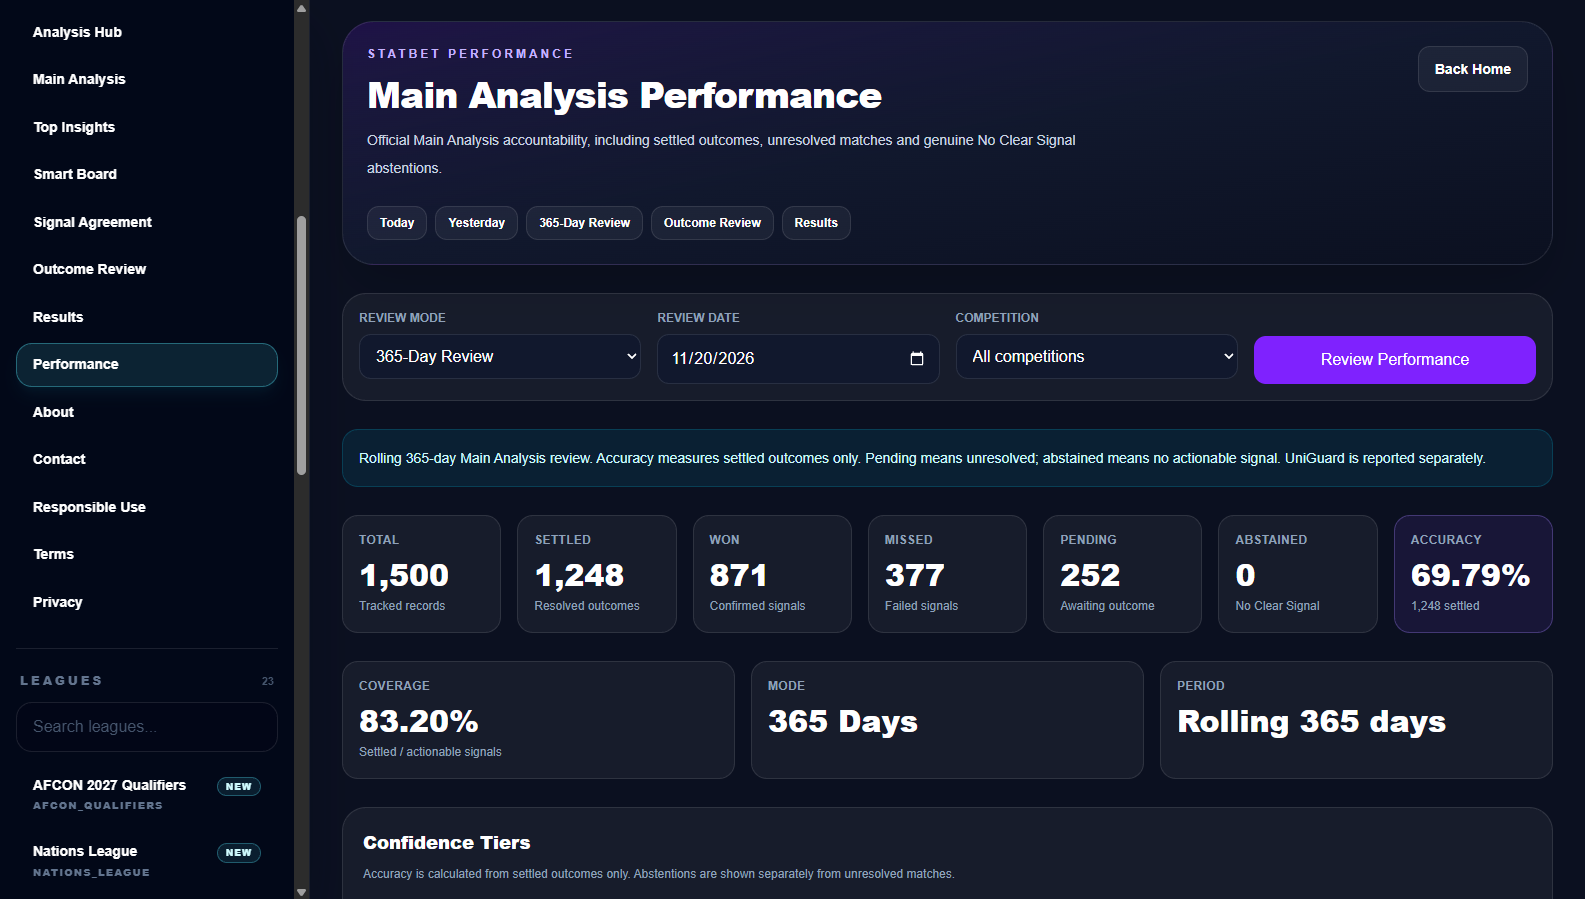 Analysis Hub
Main Analysis
Top Insights
Smart Board
Signal Agreement
Outcome Review
Results
Performance
About
Contact
Responsible Use
Terms
Privacy
LEAGUES 23
Search leagues...
AFCON 2027 Qualifiers NEW
AFCON_QUALIFIERS
Nations League NEW
NATIONS_LEAGUE
STATBET PERFORMANCE
Back Home
Main Analysis Performance
Official Main Analysis accountability, including settled outcomes, unresolved matches and genuine No Clear Signal
abstentions.
Today Yesterday 365-Day Review Outcome Review Results
REVIEW MODE REVIEW DATE COMPETITION
365-Day Review 11/20/2026 All competitions Review Performance
Rolling 365-day Main Analysis review. Accuracy measures settled outcomes only. Pending means unresolved; abstained means no actionable signal. UniGuard is reported separately.
TOTAL SETTLED WON MISSED PENDING ABSTAINED ACCURACY
1,500 1,248 871 377 252 0 69.79%
Tracked records Resolved outcomes Confirmed signals Failed signals Awaiting outcome No Clear Signal 1,248 settled
COVERAGE MODE PERIOD
83.20% 365 Days Rolling 365 days
Settled / actionable signals
Confidence Tiers
Accuracy is calculated from settled outcomes only. Abstentions are shown separately from unresolved matches.